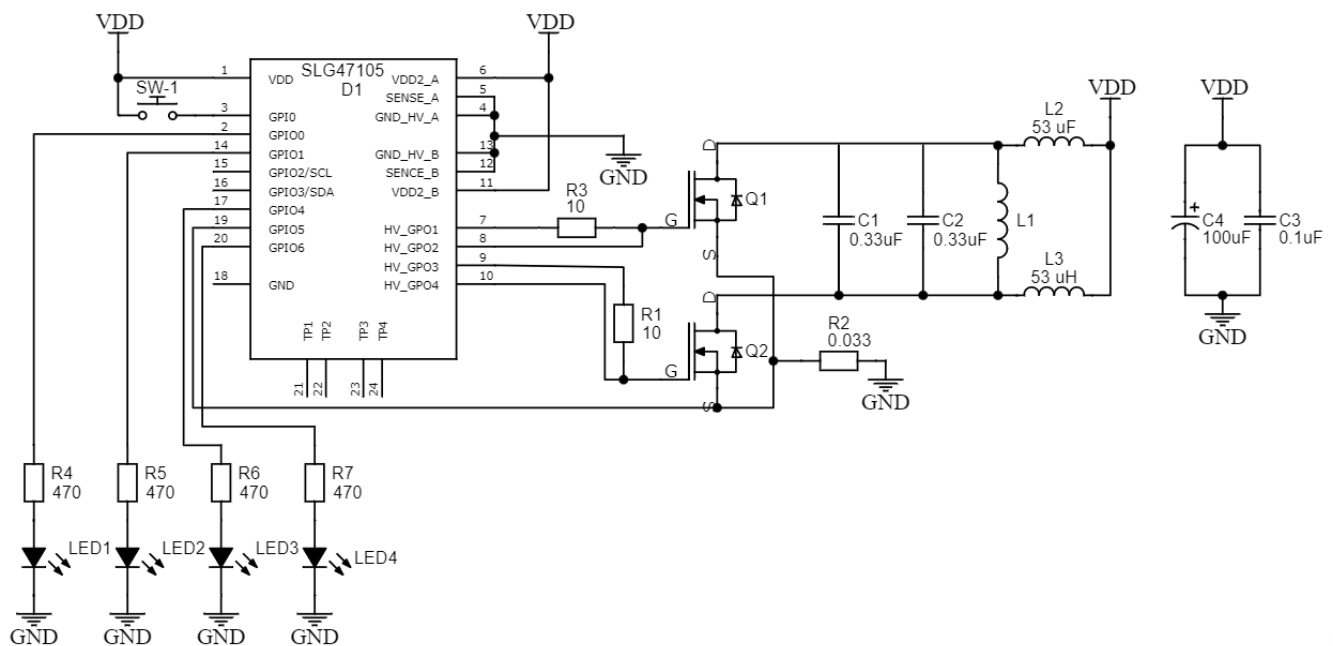 VDD
SW-1
SLG47105
D1
1 VDD
3 GPI0
2 GPIO0
14 GPIO1
15 GPIO2/SCL
16 GPIO3/SDA
17 GPIO4
19 GPIO5
20 GPIO6
18 GND
VDD2_A 6
SENSE_A 5
GND_HV_A 4
GND_HV_B 13
SENCE_B 12
VDD2_B 11
HV_GPO1 7
HV_GPO2 8
HV_GPO3 9
HV_GPO4 10
TP1 TP2 TP3 TP4
21 22 23 24
VDD
GND
R3
10
R1
10
D
G
Q1
S
D
G
Q2
S
R2
0.033
GND
C1
0.33uF
C2
0.33uF
L1
L2
53 uF
L3
53 uH
VDD
VDD
C4
+
100uF
C3
0.1uF
GND
R4
470
R5
470
R6
470
R7
470
LED1
LED2
LED3
LED4
GND
GND
GND
GND